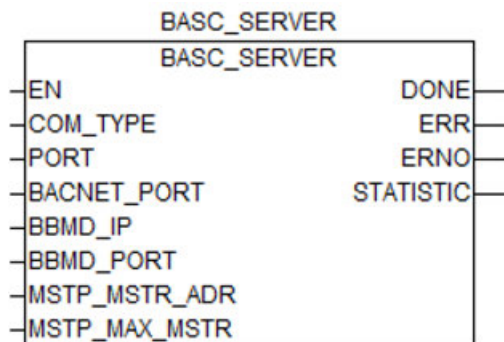 BASC_SERVER
BASC_SERVER
EN DONE
COM_TYPE ERR
PORT ERNO
BACNET_PORT STATISTIC
BBMD_IP
BBMD_PORT
MSTP_MSTR_ADR
MSTP_MAX_MSTR